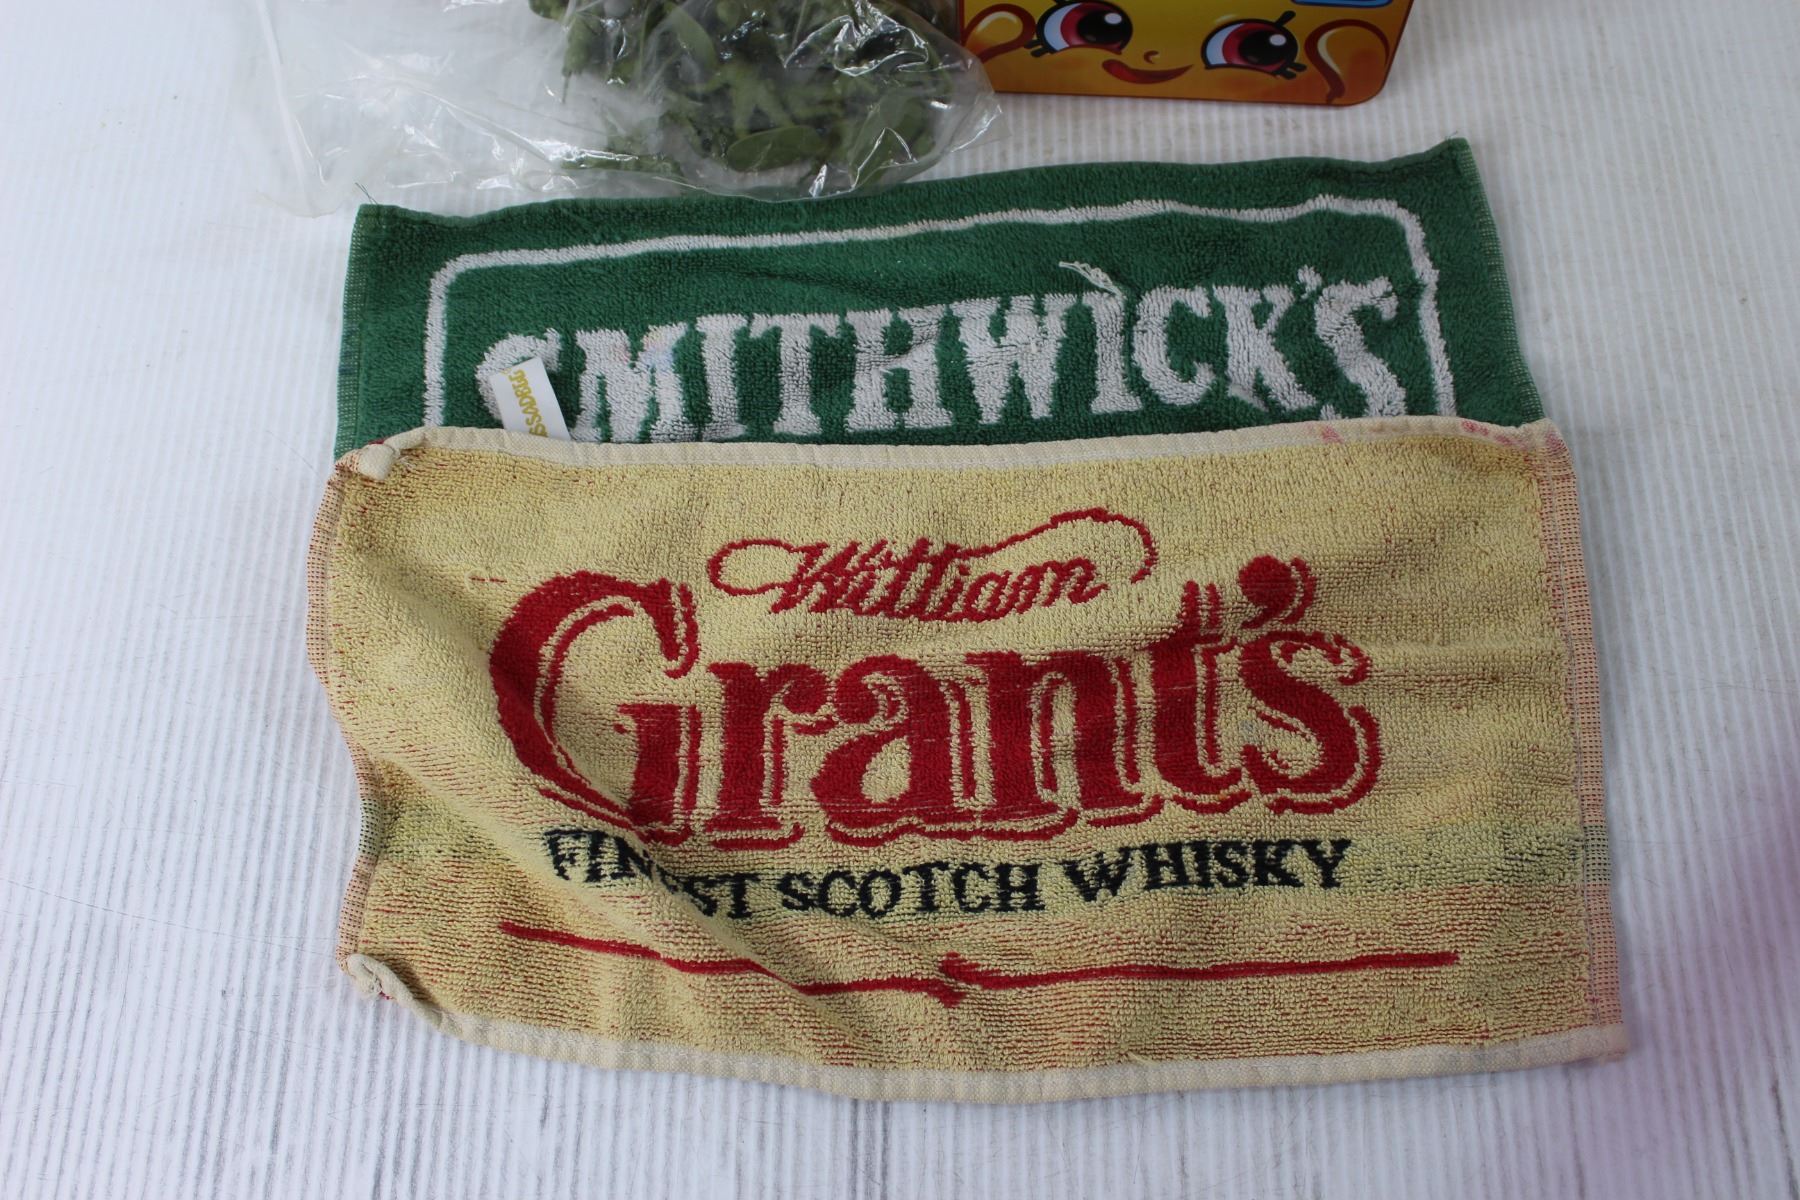 SMITHWICK'S
William
Grant's
FINEST SCOTCH WHISKY